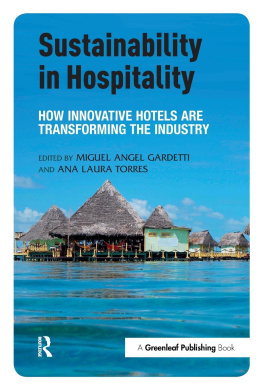 Sustainability
in Hospitality
HOW INNOVATIVE HOTELS ARE
TRANSFORMING THE INDUSTRY
EDITED BY MIGUEL ANGEL GARDETTI
AND ANA LAURA TORRES
A Greenleaf Publishing Book
R
Routledge